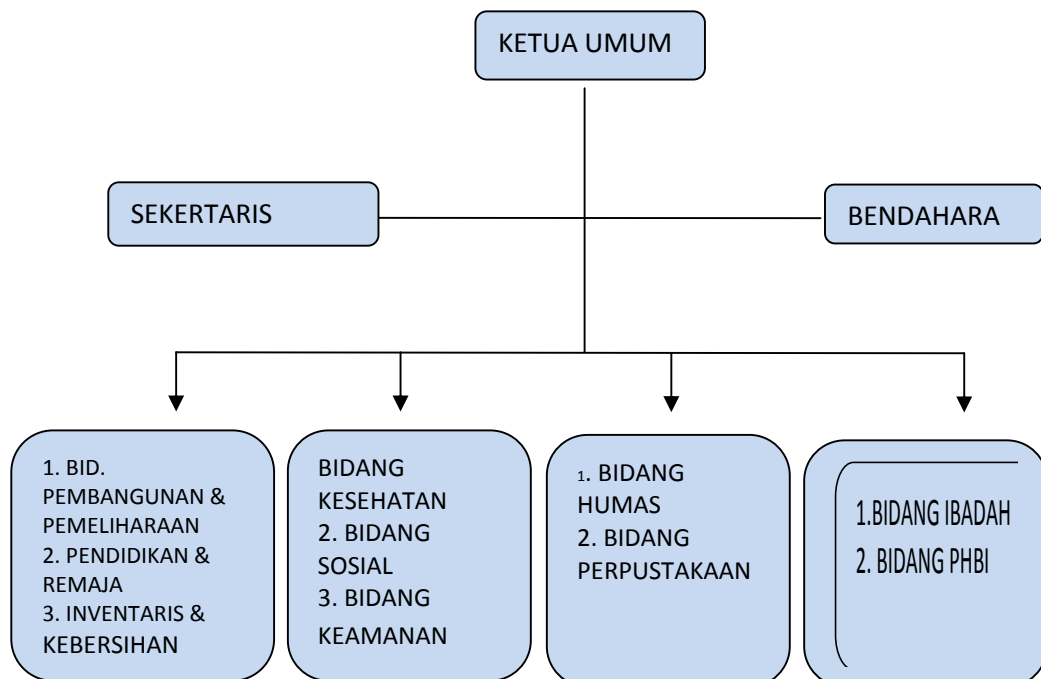 KETUA UMUM
SEKERTARIS
BENDAHARA
1. BID.
PEMBANGUNAN &
PEMELIHARAAN
2. PENDIDIKAN &
REMAJA
3. INVENTARIS &
KEBERSIHAN
BIDANG
KESEHATAN
2. BIDANG
SOSIAL
3. BIDANG
KEAMANAN
1. BIDANG
HUMAS
2. BIDANG
PERPUSTAKAAN
1.BIDANG IBADAH
2. BIDANG PHBI